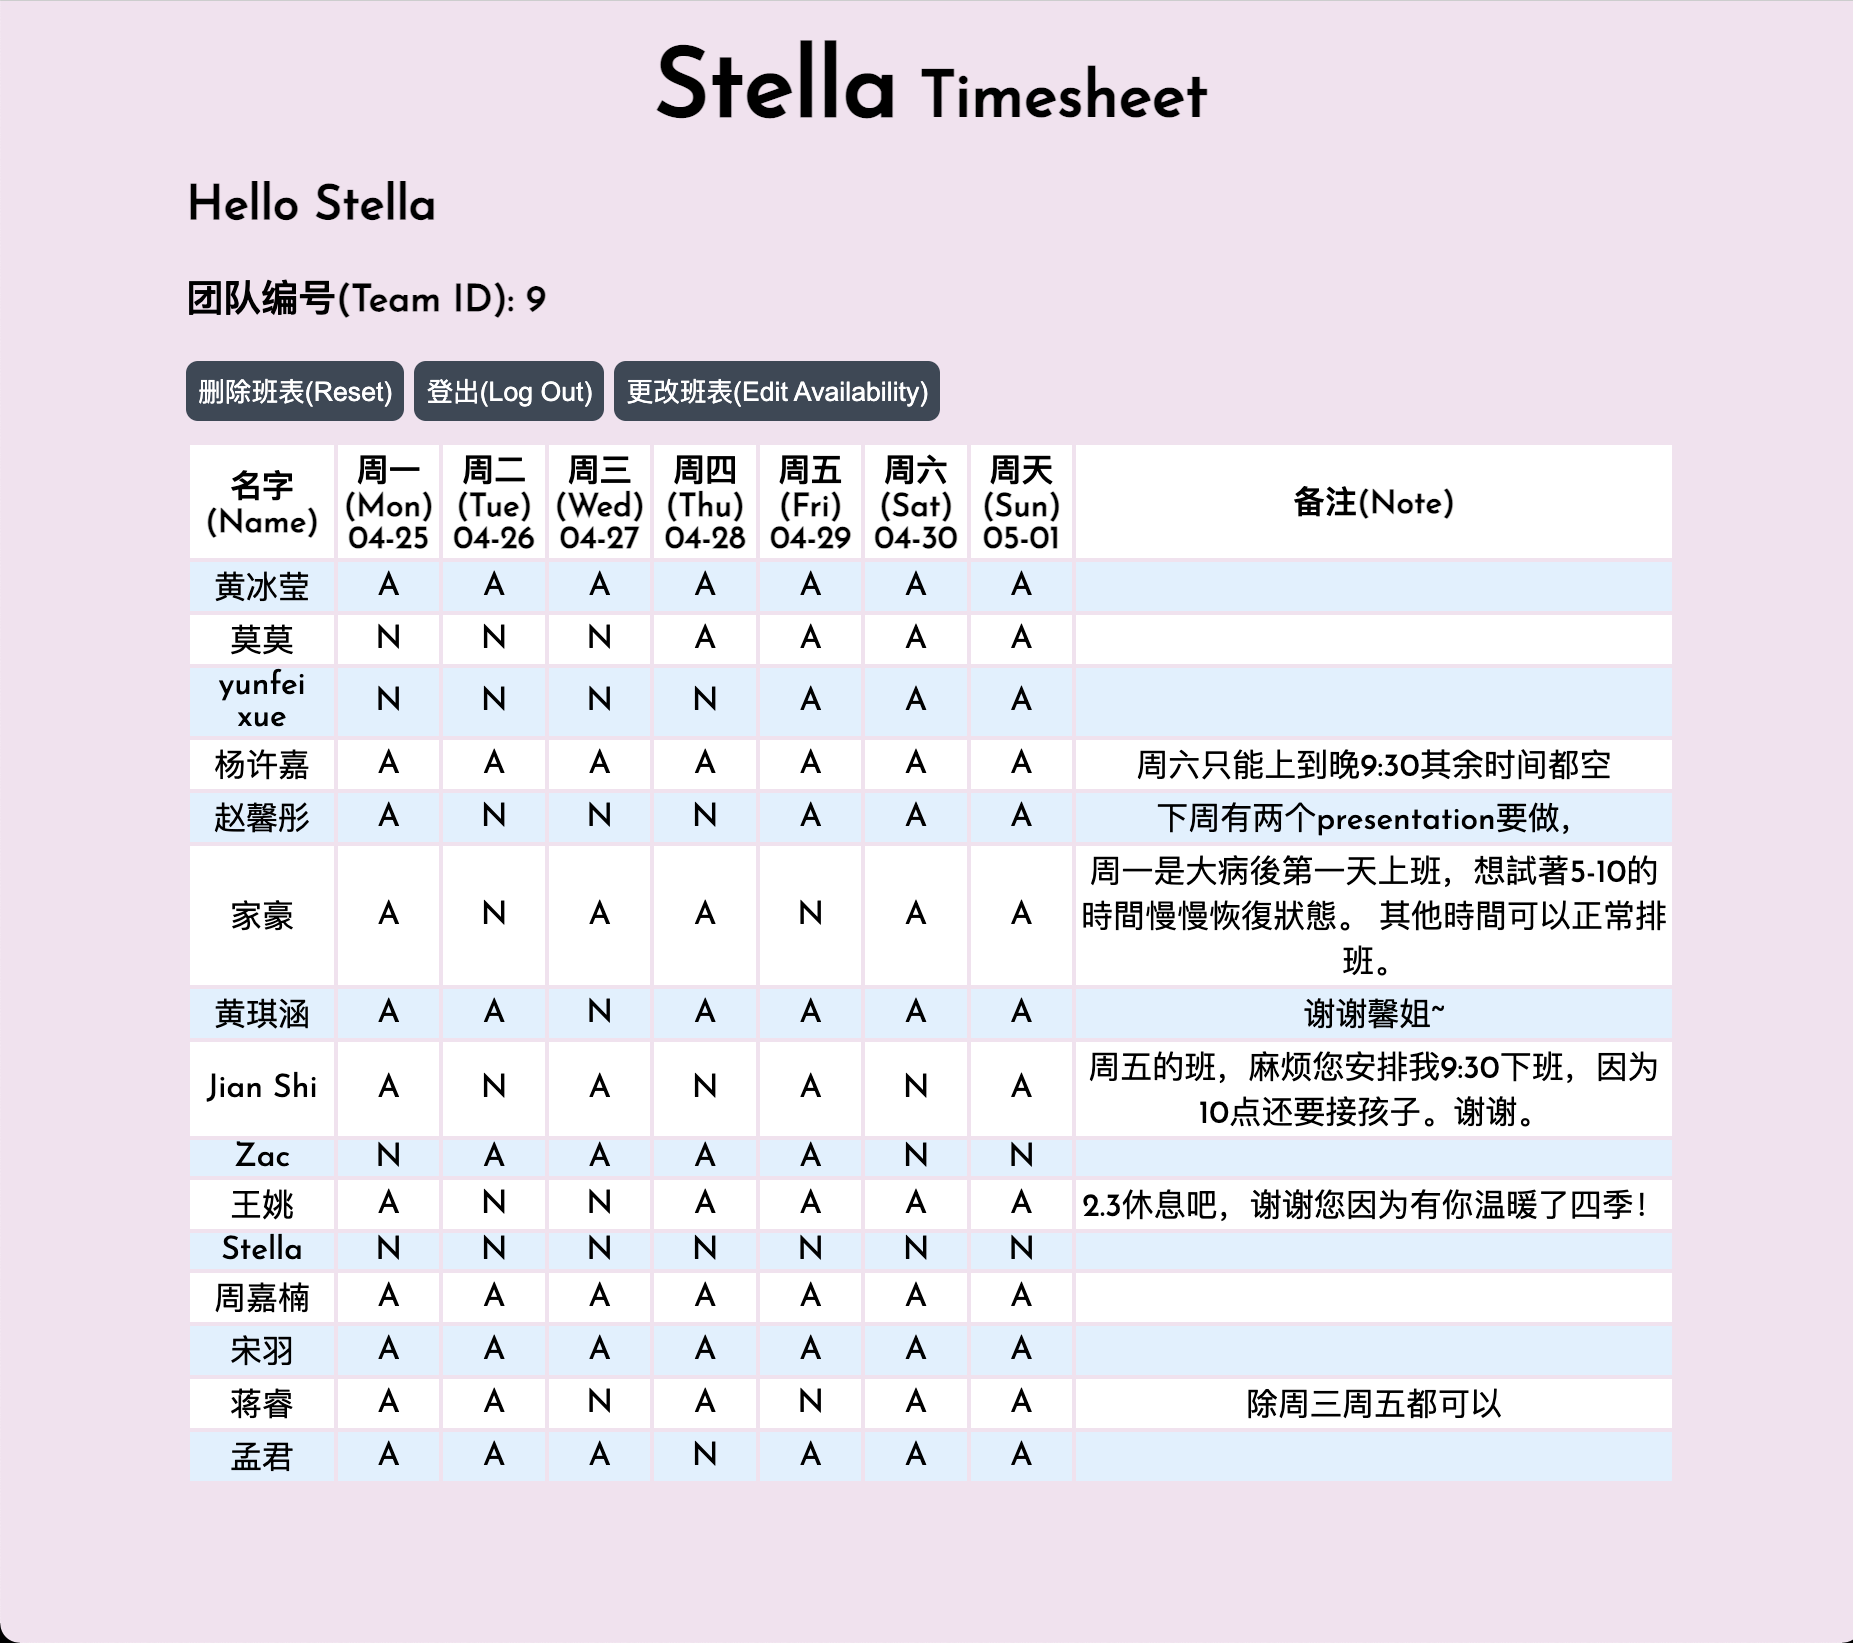 Stella Timesheet
Hello Stella
团队编号(Team ID): 9
删除班表(Reset) 登出(Log Out) 更改班表(Edit Availability)
名字 (Name) 周一 (Mon) 04-25 周二 (Tue) 04-26 周三 (Wed) 04-27 周四 (Thu) 04-28 周五 (Fri) 04-29 周六 (Sat) 04-30 周天 (Sun) 05-01 备注(Note)
黄冰莹 A A A A A A A
莫莫 N N N A A A A
yunfei xue N N N N A A A
杨许嘉 A A A A A A A 周六只能上到晚9:30其余时间都空
赵馨彤 A N N N A A A 下周有两个presentation要做，
家豪 A N A A N A A 周一是大病後第一天上班，想試著5-10的
時間慢慢恢復狀態。 其他時間可以正常排
班。
黄琪涵 A A N A A A A 谢谢馨姐~
Jian Shi A N A N A N A 周五的班，麻烦您安排我9:30下班，因为
10点还要接孩子。谢谢。
Zac N A A A A N N
王姚 A N N A A A A 2.3休息吧，谢谢您因为有你温暖了四季！
Stella N N N N N N N
周嘉楠 A A A A A A A
宋羽 A A A A A A A
蒋睿 A A N A N A A 除周三周五都可以
孟君 A A A N A A A